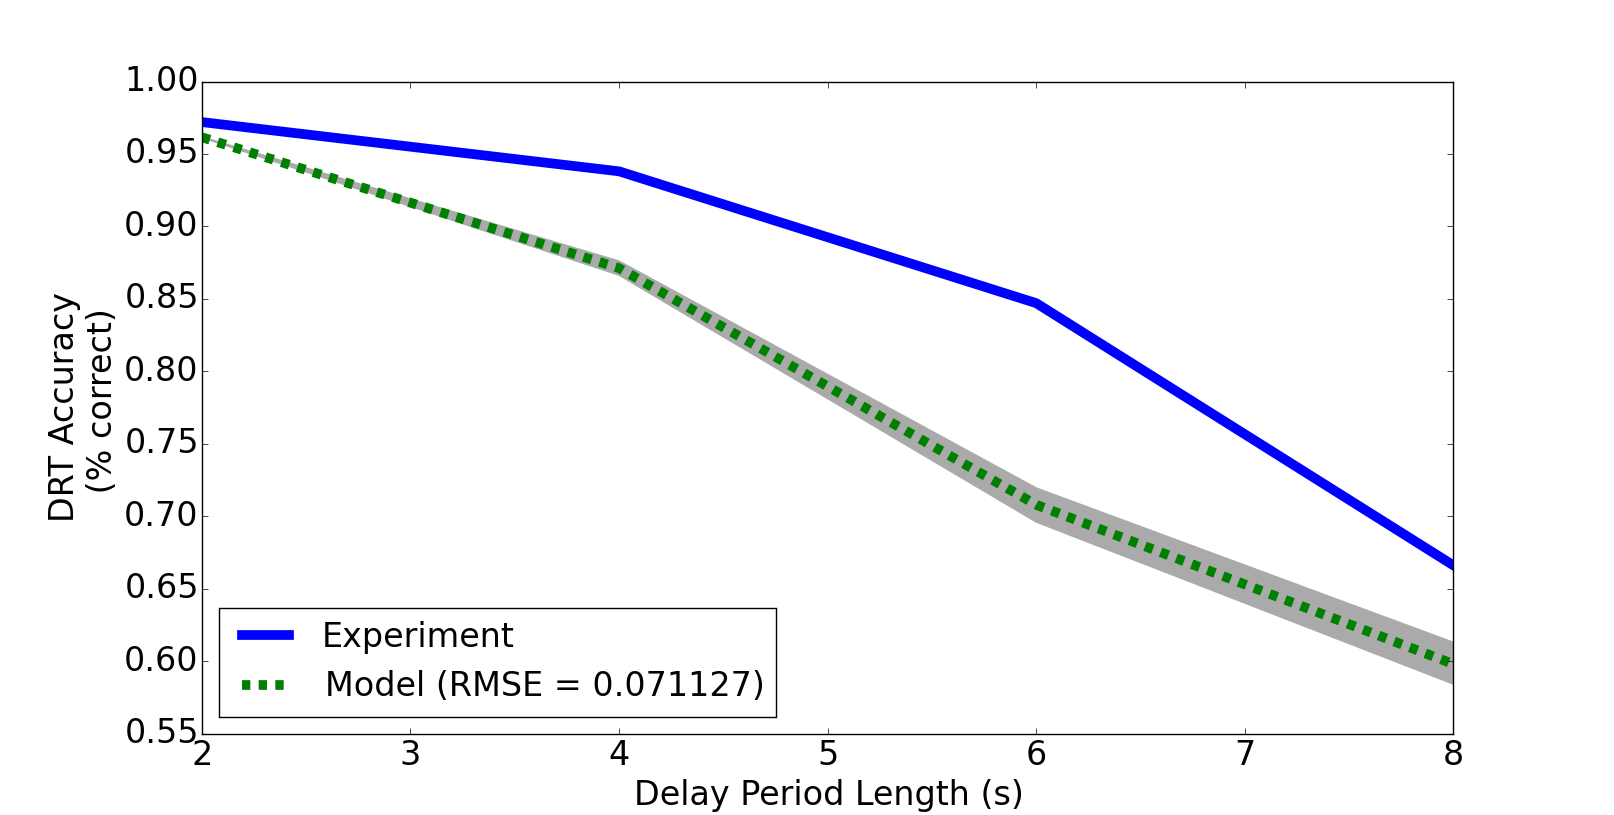 1.00
0.95
0.90
0.85
0.80
0.75
0.70
0.65
0.60
0.55
DRT Accuracy
(% correct)
Experiment
Model (RMSE = 0.071127)
2 3 4 5 6 7 8
Delay Period Length (s)